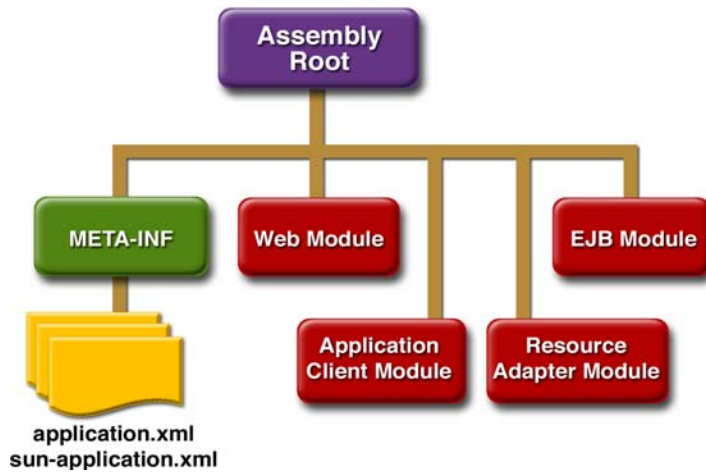 Assembly
Root
META-INF
Web Module
EJB Module
Application
Client Module
Resource
Adapter Module
application.xml
sun-application.xml